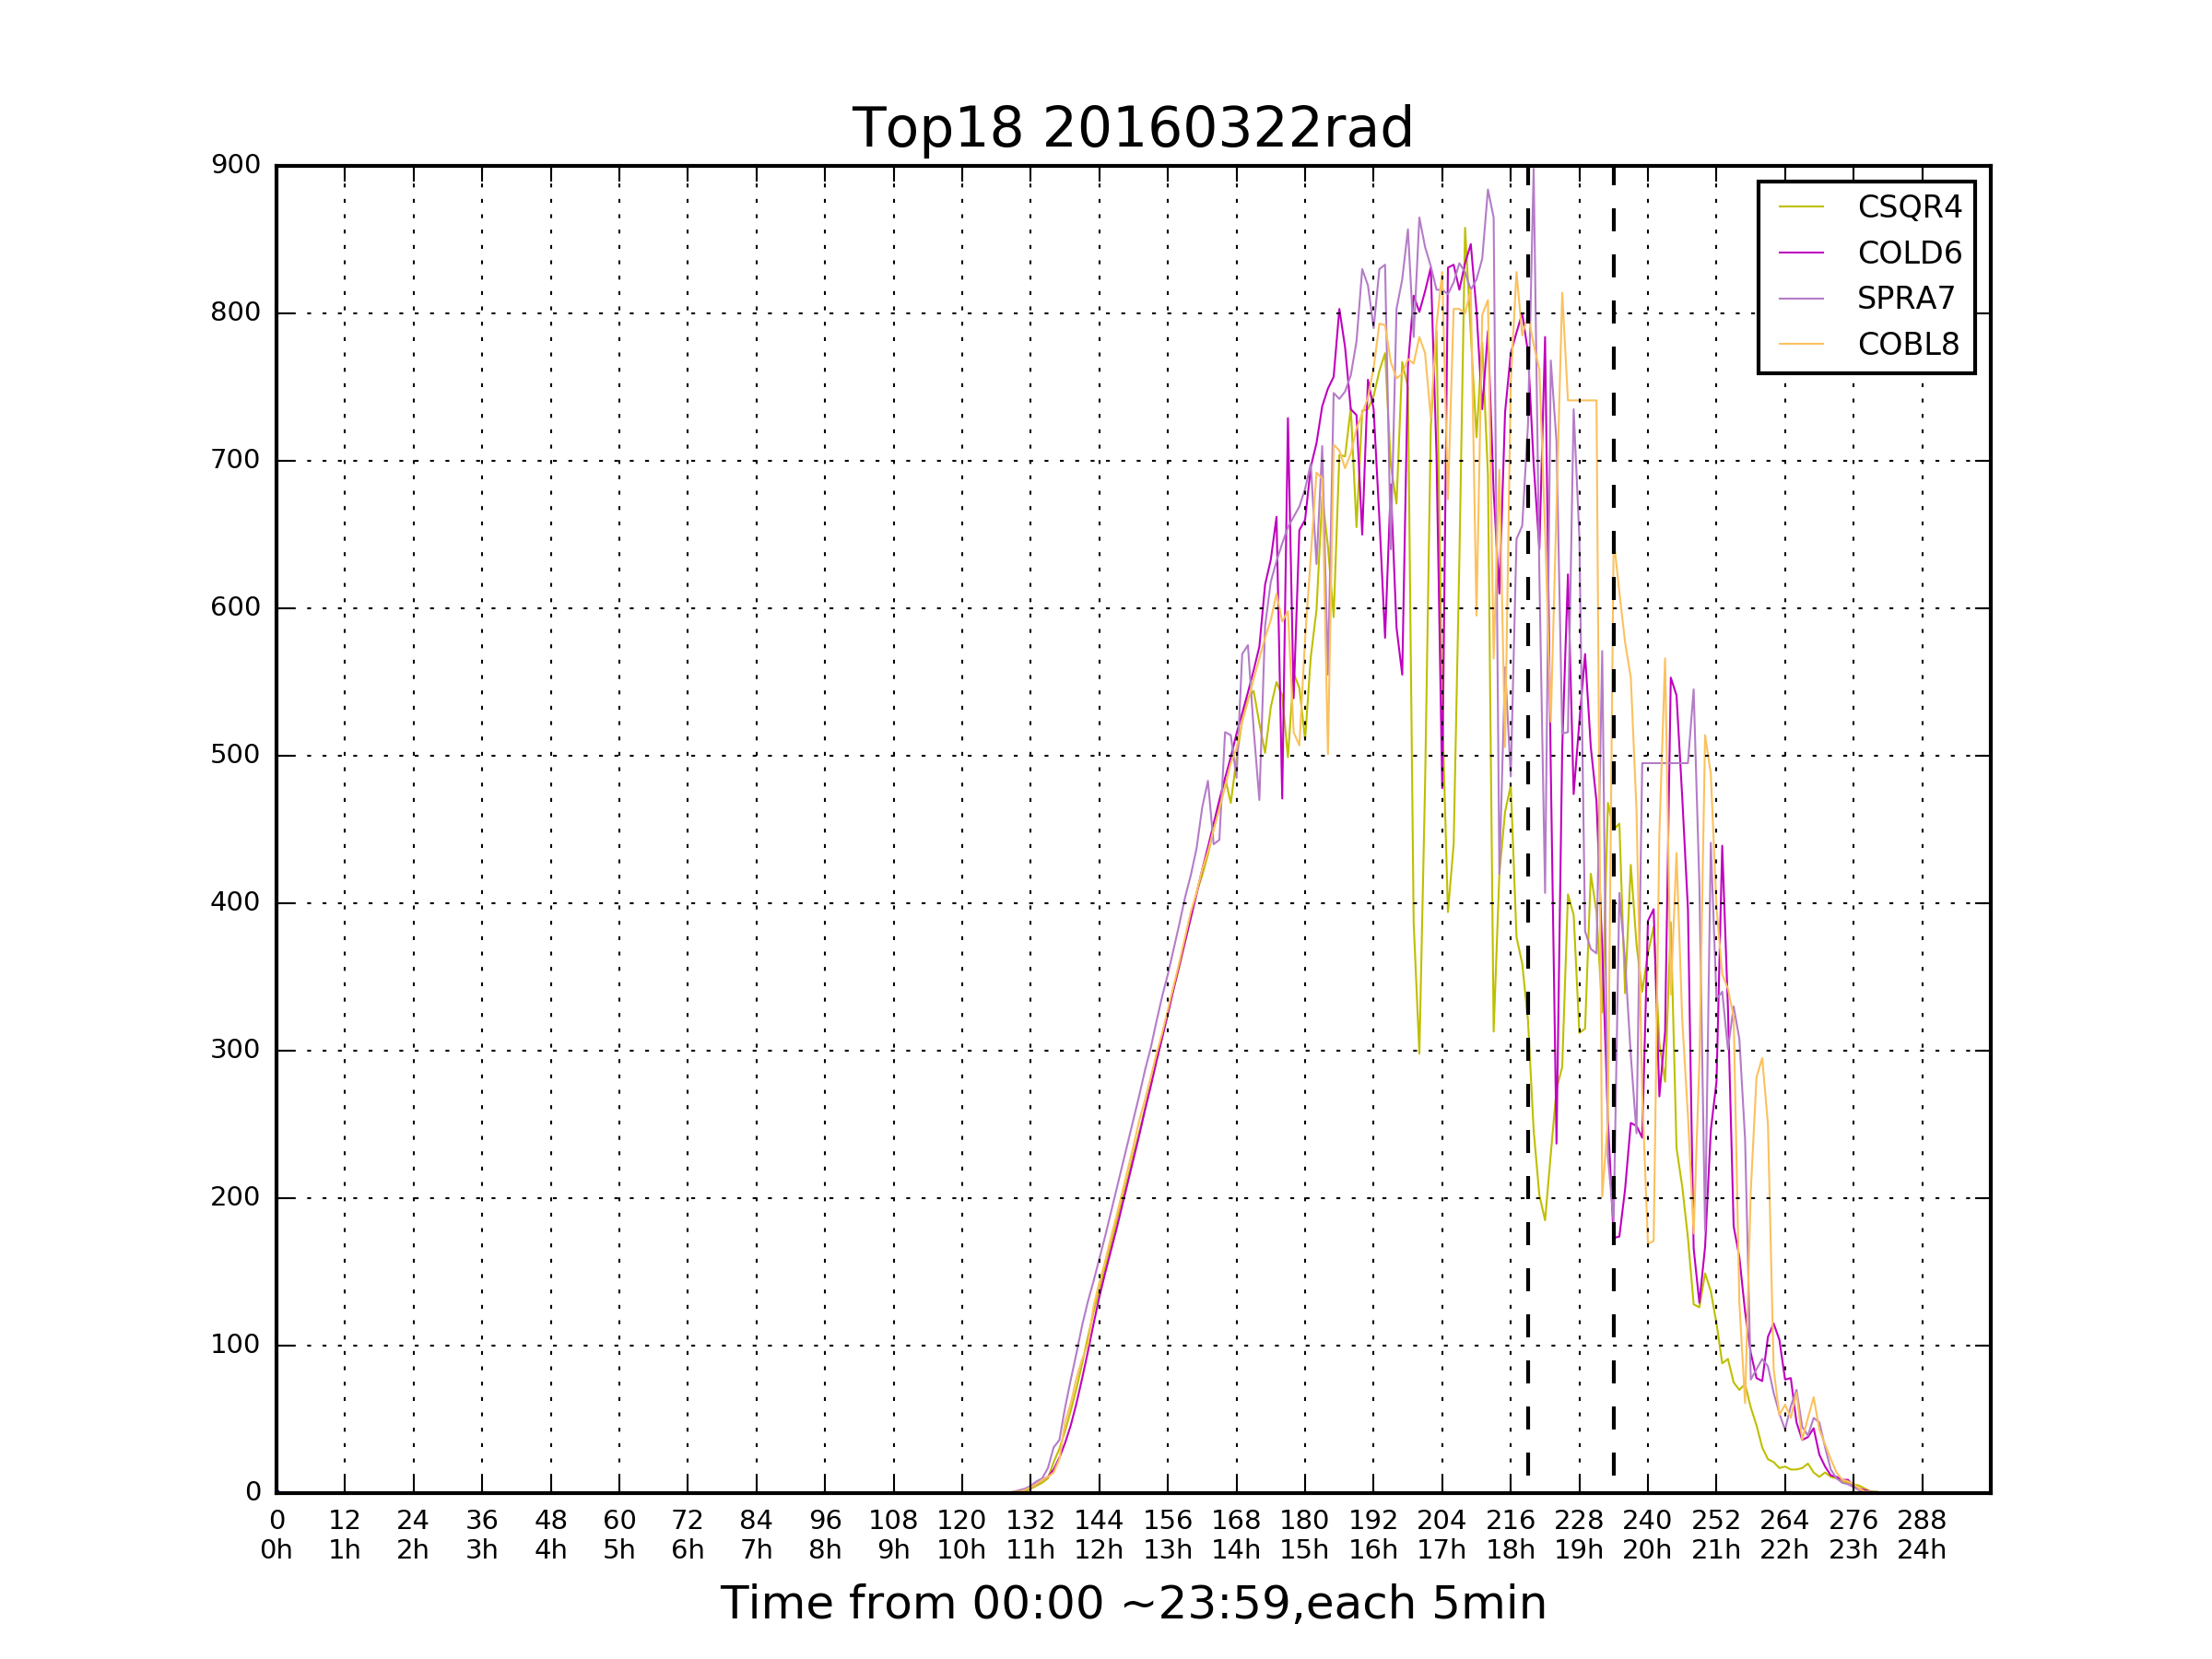 Top18 20160322rad
900
800
700
600
500
400
300
200
100
0
CSQR4
COLD6
SPRA7
COBL8
0 12 24 36 48 60 72 84 96 108 120 132 144 156 168 180 192 204 216 228 240 252 264 276 288
0h 1h 2h 3h 4h 5h 6h 7h 8h 9h 10h 11h 12h 13h 14h 15h 16h 17h 18h 19h 20h 21h 22h 23h 24h
Time from 00:00 ~23:59,each 5min